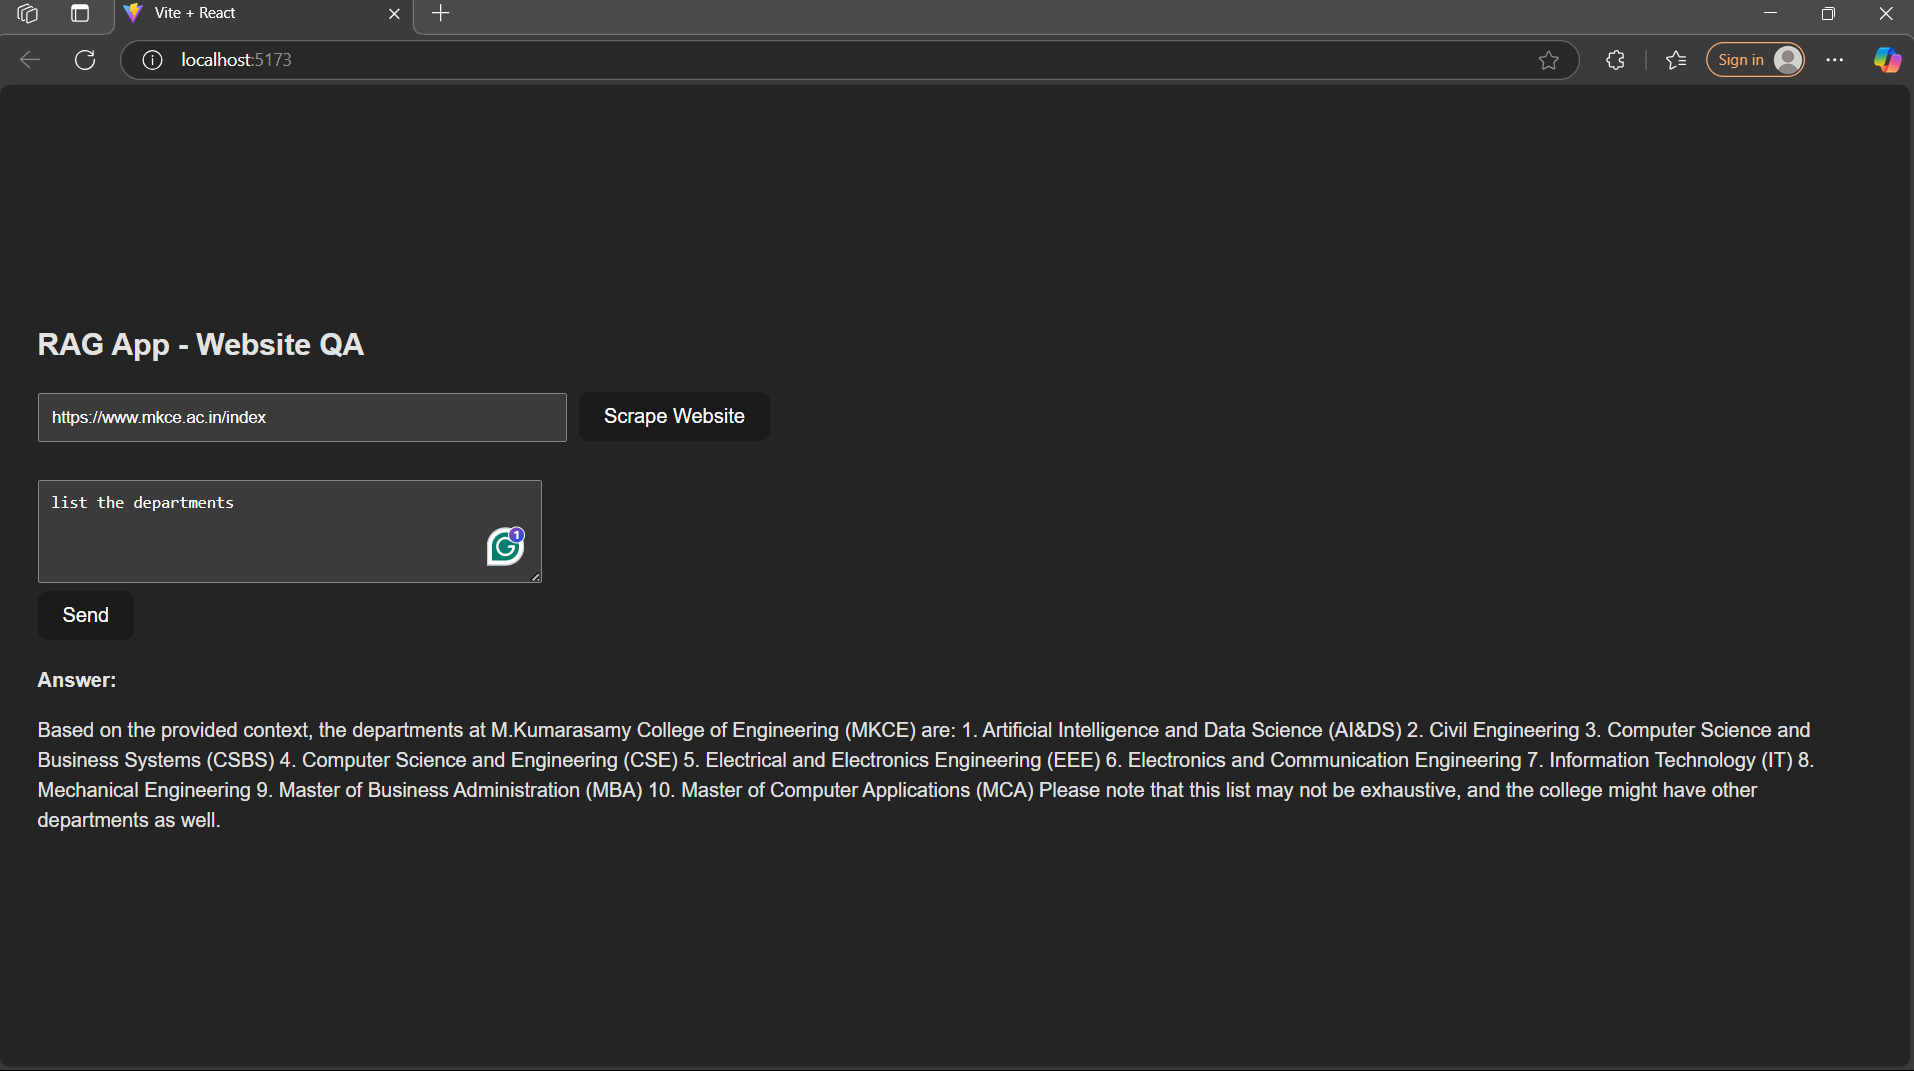 Vite + React
localhost:5173
Sign in
RAG App - Website QA
https://www.mkce.ac.in/index
Scrape Website
list the departments
1
G
Send
Answer:
Based on the provided context, the departments at M.Kumarasamy College of Engineering (MKCE) are: 1. Artificial Intelligence and Data Science (AI&DS) 2. Civil Engineering 3. Computer Science and
Business Systems (CSBS) 4. Computer Science and Engineering (CSE) 5. Electrical and Electronics Engineering (EEE) 6. Electronics and Communication Engineering 7. Information Technology (IT) 8.
Mechanical Engineering 9. Master of Business Administration (MBA) 10. Master of Computer Applications (MCA) Please note that this list may not be exhaustive, and the college might have other
departments as well.